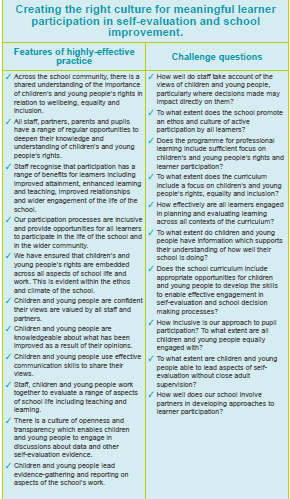 Creating the right culture for meaningful learner
participation in self-evaluation and school
improvement.
Features of highly-effective
practice
✓ Across the school community, there is a
shared understanding of the importance
of children's and young people's rights in
relation to wellbeing, equality and
inclusion.
✓ All staff, partners, parents and pupils
have a range of regular opportunities to
deepen their knowledge and
understanding of children's and young
people's rights.
✓ Staff recognise that participation has a
range of benefits for learners including
improved attainment, enhanced learning
and teaching, improved relationships
and wider engagement of the life of the
school.
✓ Our participation processes are inclusive
and provide opportunities for all learners
to participate in the life of the school and
in the wider community.
✓ We have ensured that children's and
young people's rights are embedded
across all aspects of school life and
work. This is evident within the ethos
and climate of the school.
✓ Children and young people are confident
their views are valued by all staff and
partners.
✓ Children and young people are
knowledgeable about what has been
improved as a result of their opinions.
✓ Children and young people use effective
communication skills to share their
views.
✓ Staff, children and young people work
together to evaluate a range of aspects
of school life including teaching and
learning.
✓ There is a culture of openness and
transparency which enables children
and young people to engage in
discussions about data and other
self-evaluation evidence.
✓ Children and young people lead
evidence-gathering and reporting on
aspects of the school's work.
Challenge questions
✓ How well do staff take account of the
views of children and young people,
particularly where decisions made may
impact directly on them?
✓ To what extent does the school promote
an ethos and culture of active
participation by all learners?
✓ Does the programme for professional
learning include sufficient focus on
children's and young people's rights and
learner participation?
✓ To what extent does the curriculum
include a focus on children's and young
people's rights, equality and inclusion?
✓ How effectively are all learners engaged
in planning and evaluating learning
across all contexts of the curriculum?
✓ To what extent do children and young
people have information which supports
their understanding of how well their
school is doing?
✓ Does the school curriculum include
appropriate opportunities for children
and young people to develop the skills
to enable effective engagement in
self-evaluation and school decision
making processes?
✓ How inclusive is our approach to pupil
participation? To what extent are all
children and young people equally
engaged with?
✓ To what extent are children and young
people able to lead aspects of self-
evaluation without close adult
supervision?
✓ How well does our school involve
partners in developing approaches to
learner participation?